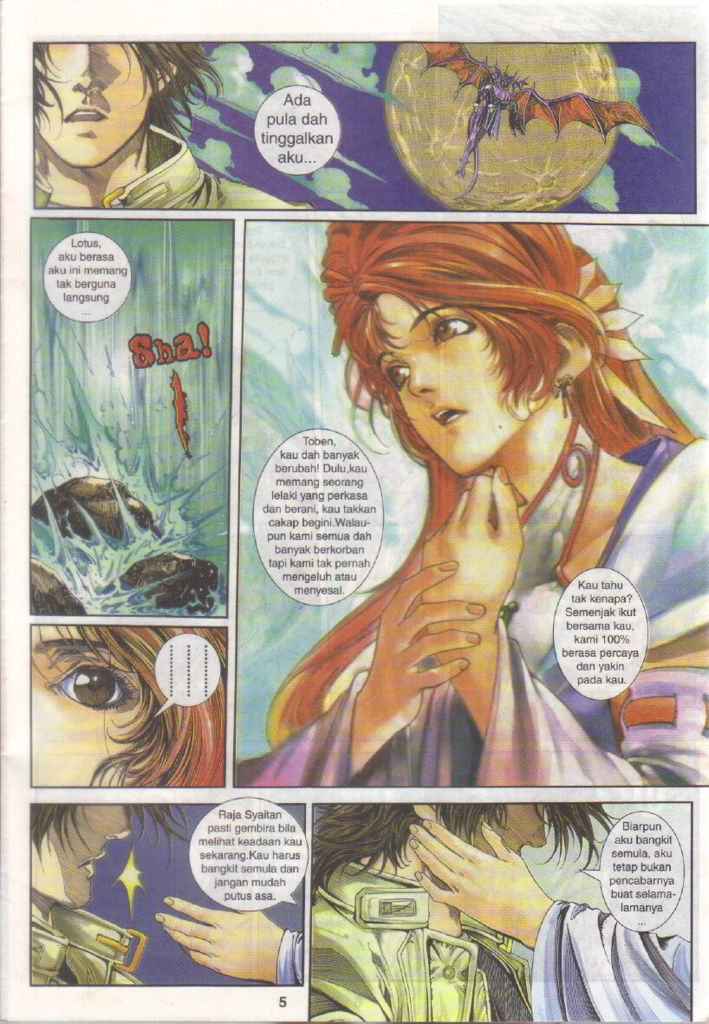 Ada
pula dah
tinggalkan
aku...
Lotus,
aku berasa
aku ini memang
tak berguna
langsung
...
Sha!
Toben,
kau dah banyak
berubah! Dulu,kau
memang seorang
lelaki yang perkasa
dan berani, kau takkan
cakap begini.Walau-
pun kami semua dah
banyak berkorban
tapi kami tak pernah
mengeluh atau
menyesal.
Kau tahu
tak kenapa?
Semenjak ikut
bersama kau,
kami 100%
berasa percaya
dan yakin
pada kau.
Raja Syaitan
pasti gembira bila
melihat keadaan kau
sekarang.Kau harus
bangkit semula dan
jangan mudah
putus asa.
Biarpun
aku bangkit
semula, aku
tetap bukan
pencabarnya
buat selama-
lamanya
...
5